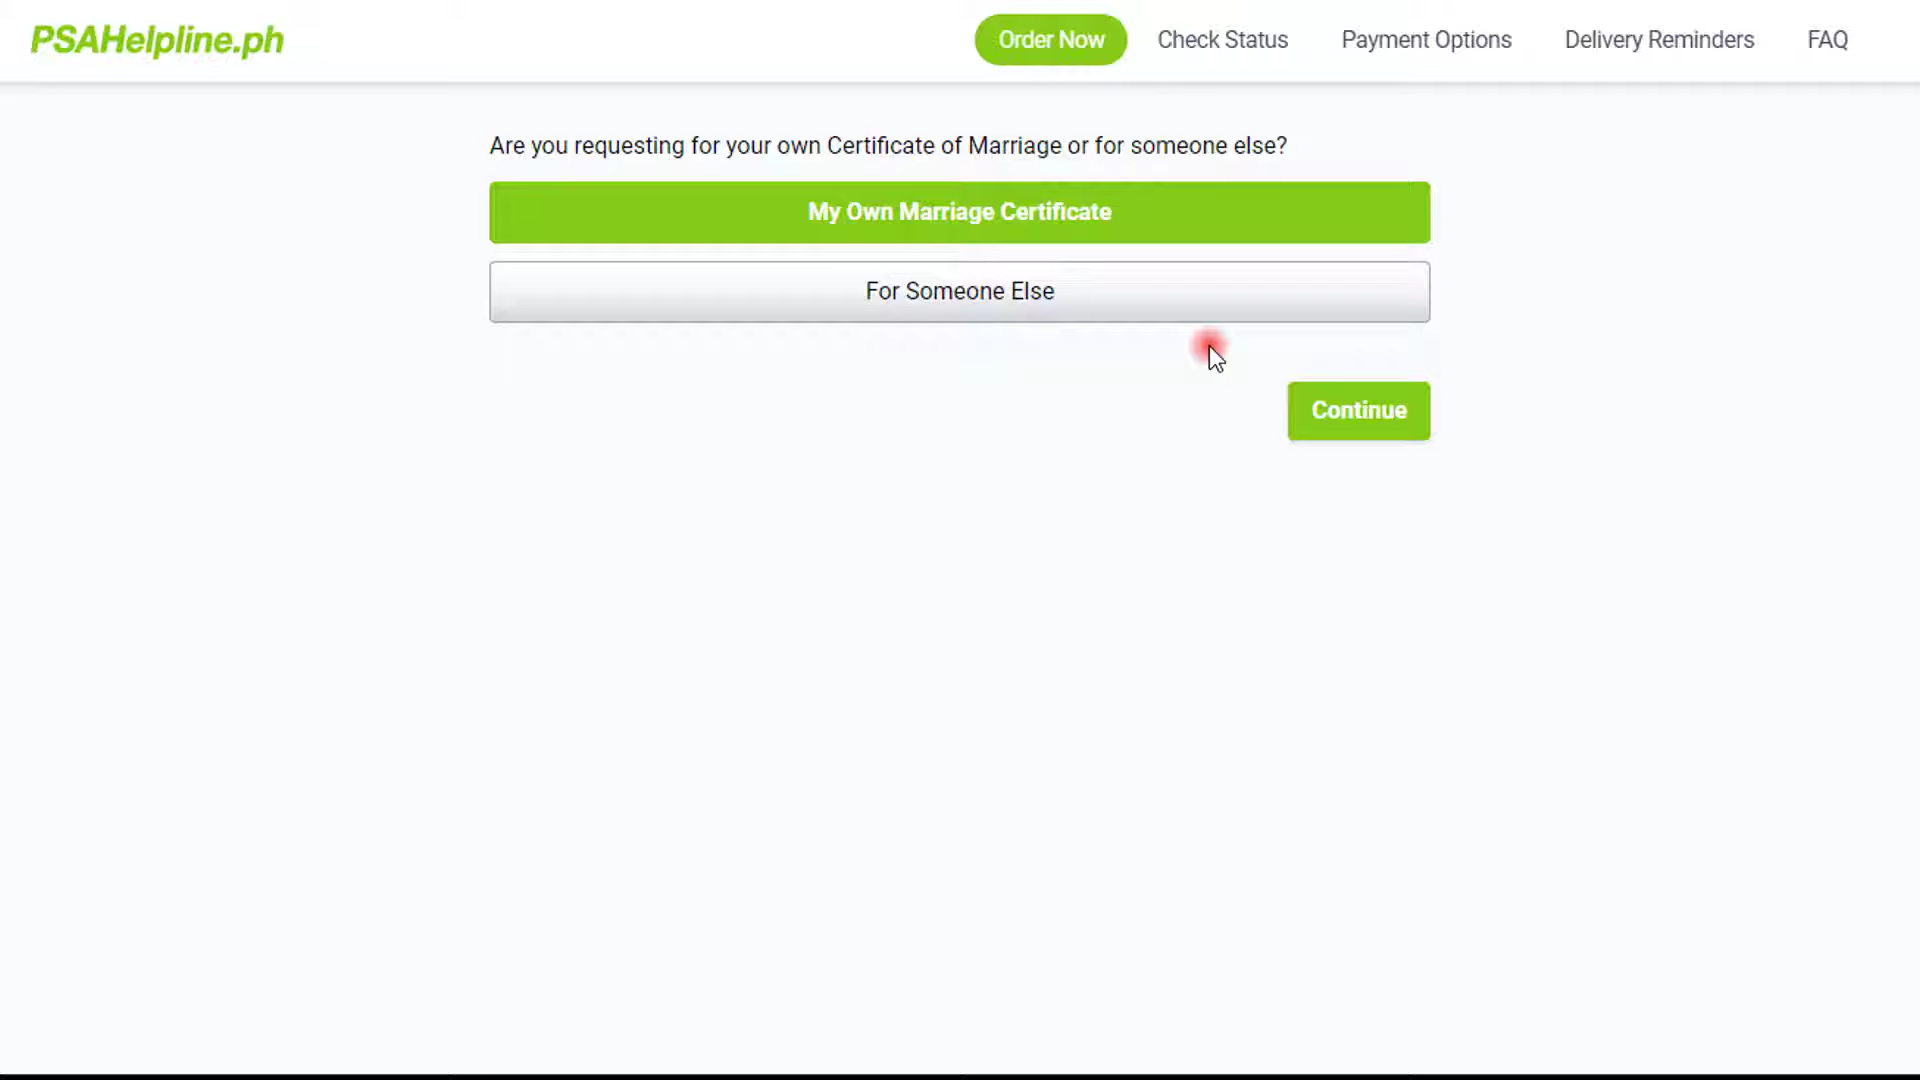 PSAHelpline.ph
Order Now
Check Status
Payment Options
Delivery Reminders
FAQ
Are you requesting for your own Certificate of Marriage or for someone else?
My Own Marriage Certificate
For Someone Else
Continue